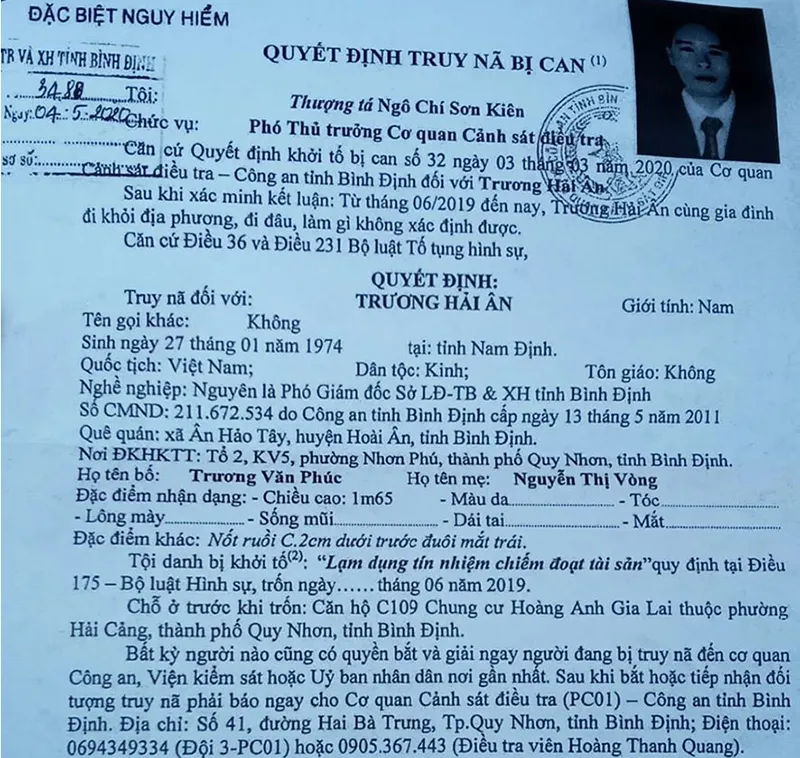 ĐẶC BIỆT NGUY HIỂM
QUYẾT ĐỊNH TRUY NÃ BỊ CAN (1)
TB VÀ XH TỈNH BÌNH ĐỊNH
3488
Tôi:
Thượng tá Ngô Chí Sơn Kiên
Ngày: 04-5-2020
Chức vụ: Phó Thủ trưởng Cơ quan Cảnh sát điều tra
sơ số:
Căn cứ Quyết định khởi tố bị can số 32 ngày 03 tháng 03 năm 2020 của Cơ quan
Cảnh sát điều tra – Công an tỉnh Bình Định đối với Trương Hải Ân.
Sau khi xác minh kết luận: Từ tháng 06/2019 đến nay, Trương Hải Ân cùng gia đình
đi khỏi địa phương, đi đâu, làm gì không xác định được.
Căn cứ Điều 36 và Điều 231 Bộ luật Tố tụng hình sự,
QUYẾT ĐỊNH:
Truy nã đối với: TRƯƠNG HẢI ÂN Giới tính: Nam
Tên gọi khác: Không
Sinh ngày 27 tháng 01 năm 1974 tại: tỉnh Nam Định.
Quốc tịch: Việt Nam; Dân tộc: Kinh; Tôn giáo: Không
Nghề nghiệp: Nguyên là Phó Giám đốc Sở LĐ-TB & XH tỉnh Bình Định
Số CMND: 211.672.534 do Công an tỉnh Bình Định cấp ngày 13 tháng 5 năm 2011
Quê quán: xã Ân Hảo Tây, huyện Hoài Ân, tỉnh Bình Định.
Nơi ĐKHKTT: Tổ 2, KV5, phường Nhơn Phú, thành phố Quy Nhơn, tỉnh Bình Định.
Họ tên bố: Trương Văn Phúc Họ tên mẹ: Nguyễn Thị Vòng
Đặc điểm nhận dạng: - Chiều cao: 1m65 - Màu da................ - Tóc................
- Lông mày................ - Sống mũi................ - Dái tai................ – Mắt................
Đặc điểm khác: Nốt ruồi C.2cm dưới trước đuôi mắt trái.
Tội danh bị khởi tố(2): “Lạm dụng tín nhiệm chiếm đoạt tài sản”quy định tại Điều
175 – Bộ luật Hình sự, trốn ngày...... tháng 06 năm 2019.
Chỗ ở trước khi trốn: Căn hộ C109 Chung cư Hoàng Anh Gia Lai thuộc phường
Hải Cảng, thành phố Quy Nhơn, tỉnh Bình Định.
Bất kỳ người nào cũng có quyền bắt và giải ngay người đang bị truy nã đến cơ quan
Công an, Viện kiểm sát hoặc Uỷ ban nhân dân nơi gần nhất. Sau khi bắt hoặc tiếp nhận đối
tượng truy nã phải báo ngay cho Cơ quan Cảnh sát điều tra (PC01) – Công an tỉnh Bình
Định. Địa chỉ: Số 41, đường Hai Bà Trưng, Tp.Quy Nhơn, tỉnh Bình Định; Điện thoại:
0694349334 (Đội 3-PC01) hoặc 0905.367.443 (Điều tra viên Hoàng Thanh Quang).